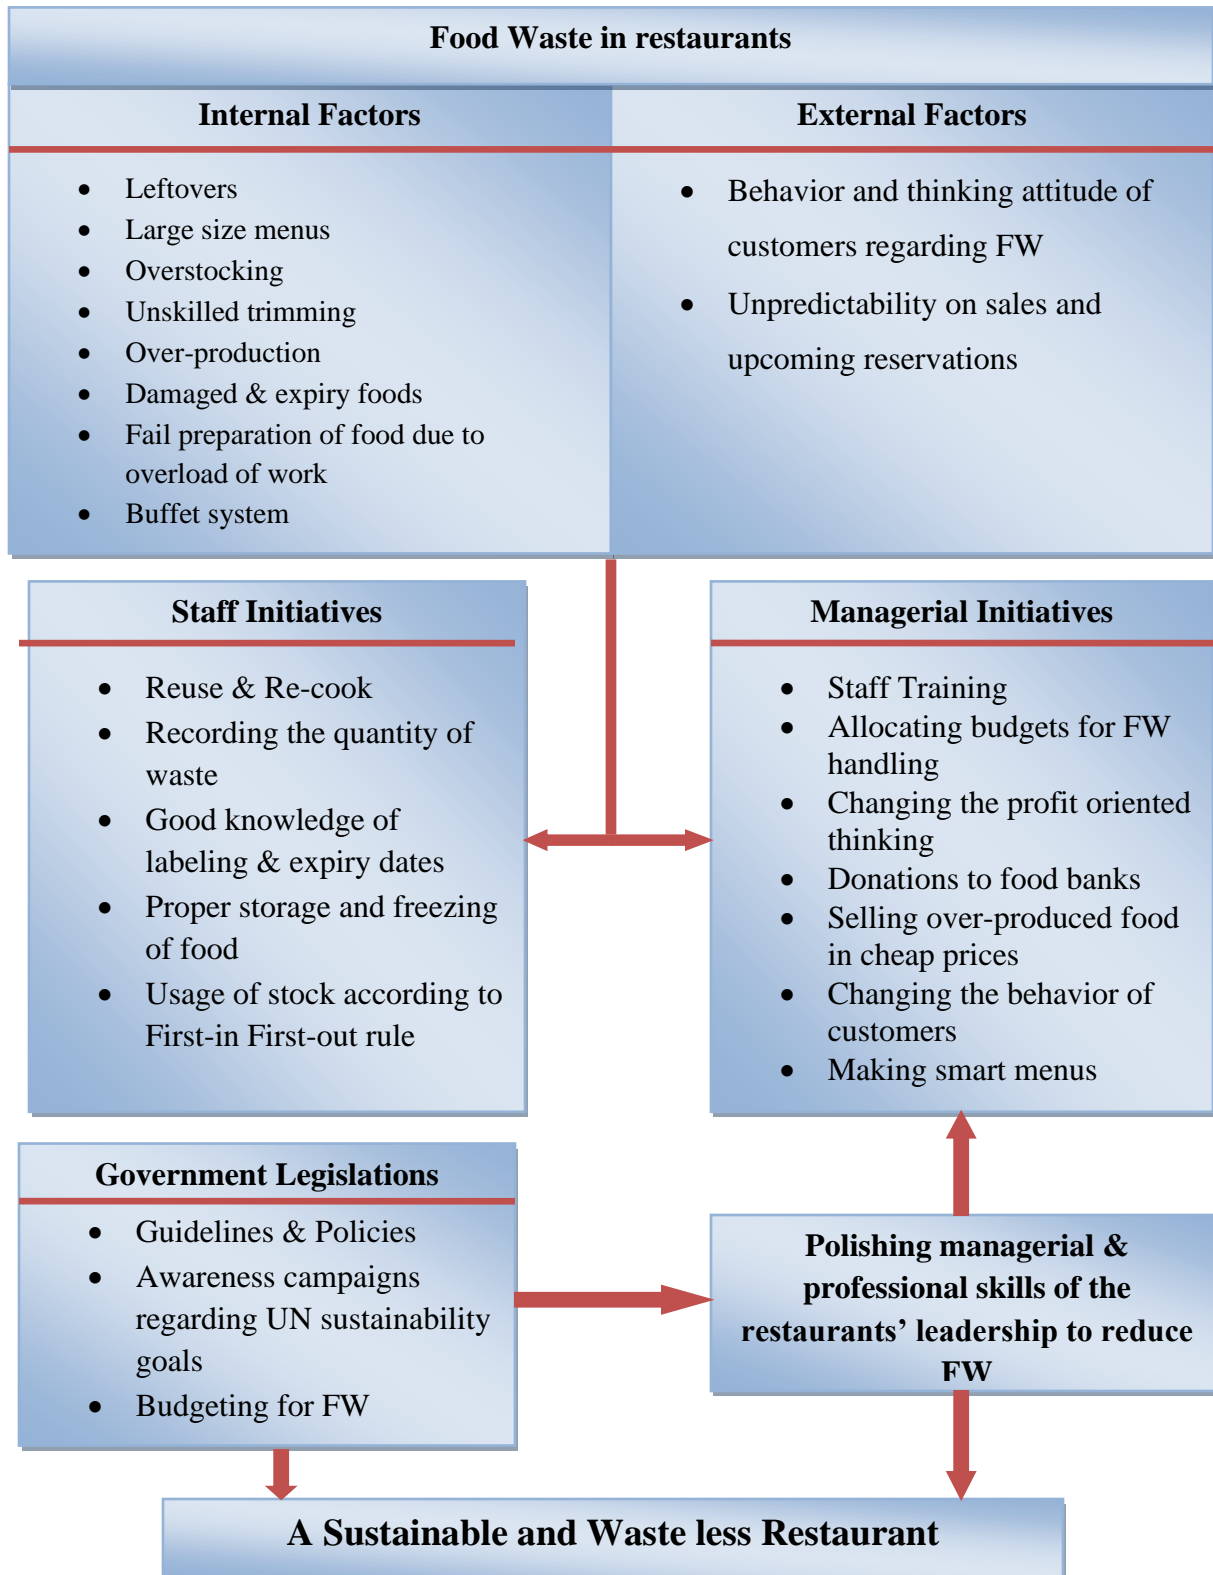 Food Waste in restaurants
Internal Factors
• Leftovers
• Large size menus
• Overstocking
• Unskilled trimming
• Over-production
• Damaged & expiry foods
• Fail preparation of food due to
overload of work
• Buffet system
External Factors
• Behavior and thinking attitude of
customers regarding FW
• Unpredictability on sales and
upcoming reservations
Staff Initiatives
• Reuse & Re-cook
• Recording the quantity of
waste
• Good knowledge of
labeling & expiry dates
• Proper storage and freezing
of food
• Usage of stock according to
First-in First-out rule
Managerial Initiatives
• Staff Training
• Allocating budgets for FW
handling
• Changing the profit oriented
thinking
• Donations to food banks
• Selling over-produced food
in cheap prices
• Changing the behavior of
customers
• Making smart menus
Government Legislations
• Guidelines & Policies
• Awareness campaigns
regarding UN sustainability
goals
• Budgeting for FW
Polishing managerial &
professional skills of the
restaurants’ leadership to reduce
FW
A Sustainable and Waste less Restaurant